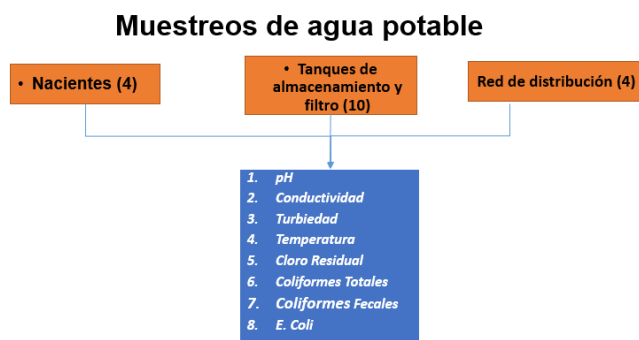 Muestreos de agua potable
• Nacientes (4)
• Tanques de
almacenamiento y
filtro (10)
Red de distribución (4)
1. pH
2. Conductividad
3. Turbiedad
4. Temperatura
5. Cloro Residual
6. Coliformes Totales
7. Coliformes Fecales
8. E. Coli